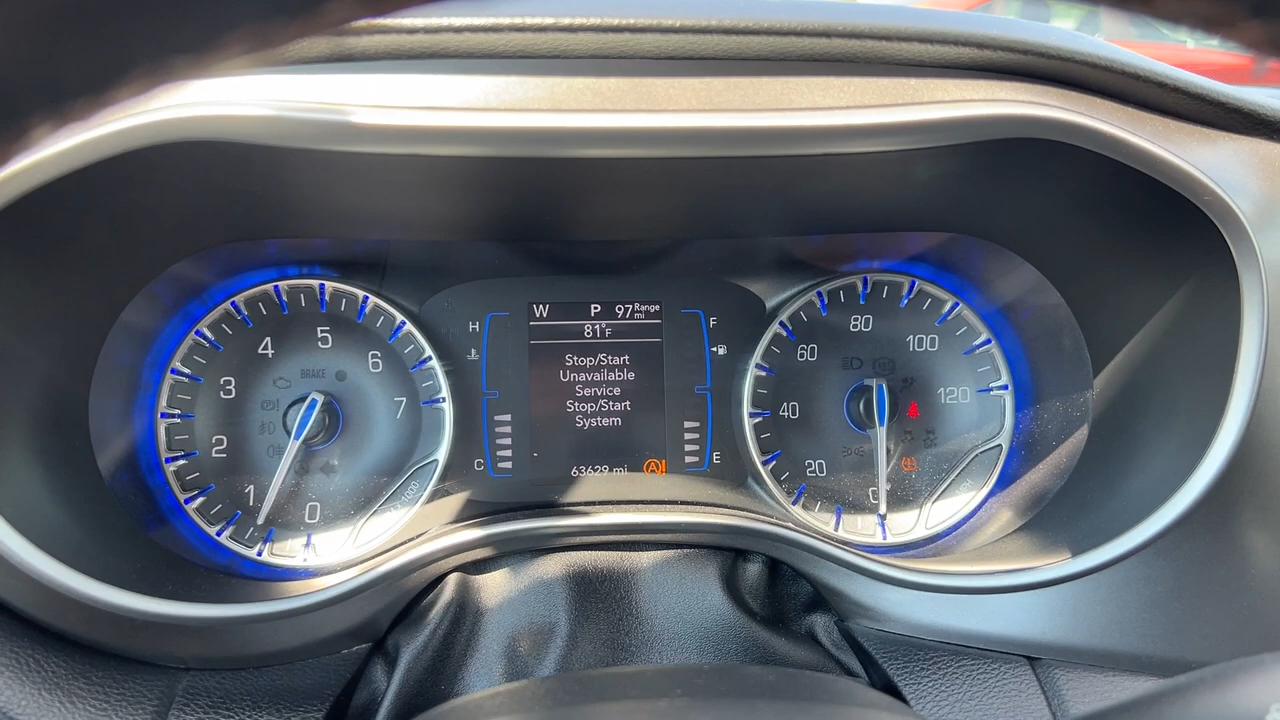 W P 97 Range mi
81°F
Stop/Start
Unavailable
Service
Stop/Start
System
63629 mi
H
C
F
E
BRAKE
0
1
2
3
4
5
6
7
20
40
60
80
100
120